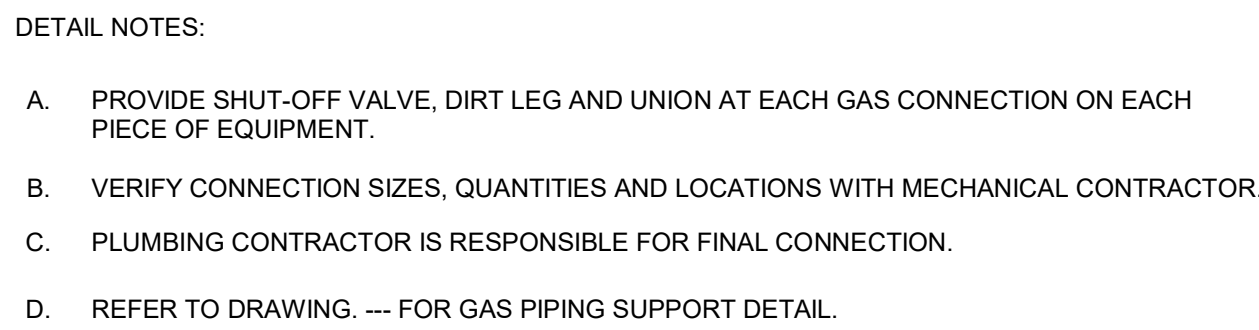 DETAIL NOTES:
A. PROVIDE SHUT-OFF VALVE, DIRT LEG AND UNION AT EACH GAS CONNECTION ON EACH
PIECE OF EQUIPMENT.
B. VERIFY CONNECTION SIZES, QUANTITIES AND LOCATIONS WITH MECHANICAL CONTRACTOR.
C. PLUMBING CONTRACTOR IS RESPONSIBLE FOR FINAL CONNECTION.
D. REFER TO DRAWING. --- FOR GAS PIPING SUPPORT DETAIL.